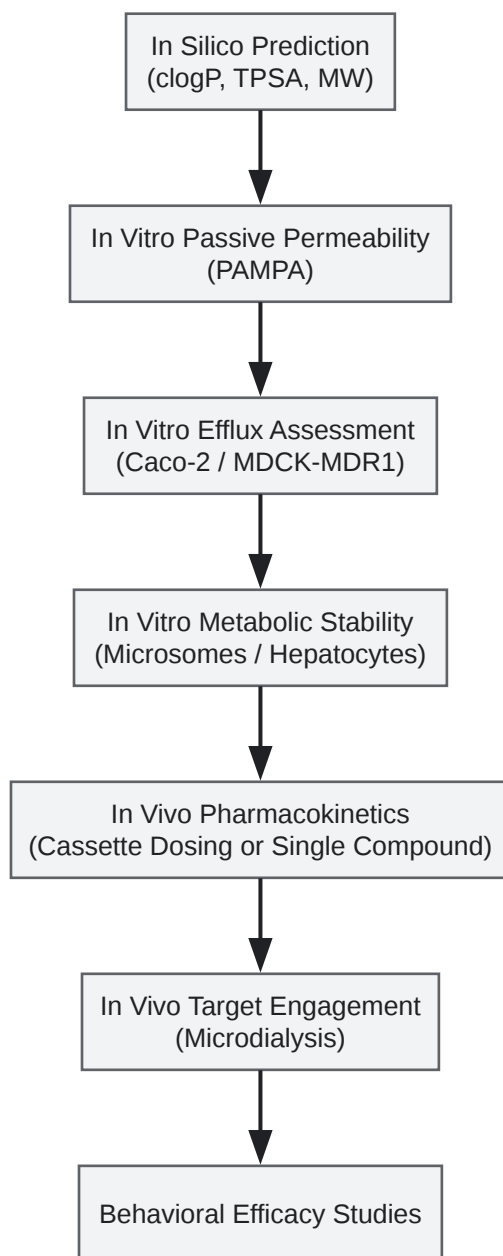 In Silico Prediction
(clogP, TPSA, MW)
In Vitro Passive Permeability
(PAMPA)
In Vitro Efflux Assessment
(Caco-2 / MDCK-MDR1)
In Vitro Metabolic Stability
(Microsomes / Hepatocytes)
In Vivo Pharmacokinetics
(Cassette Dosing or Single Compound)
In Vivo Target Engagement
(Microdialysis)
Behavioral Efficacy Studies